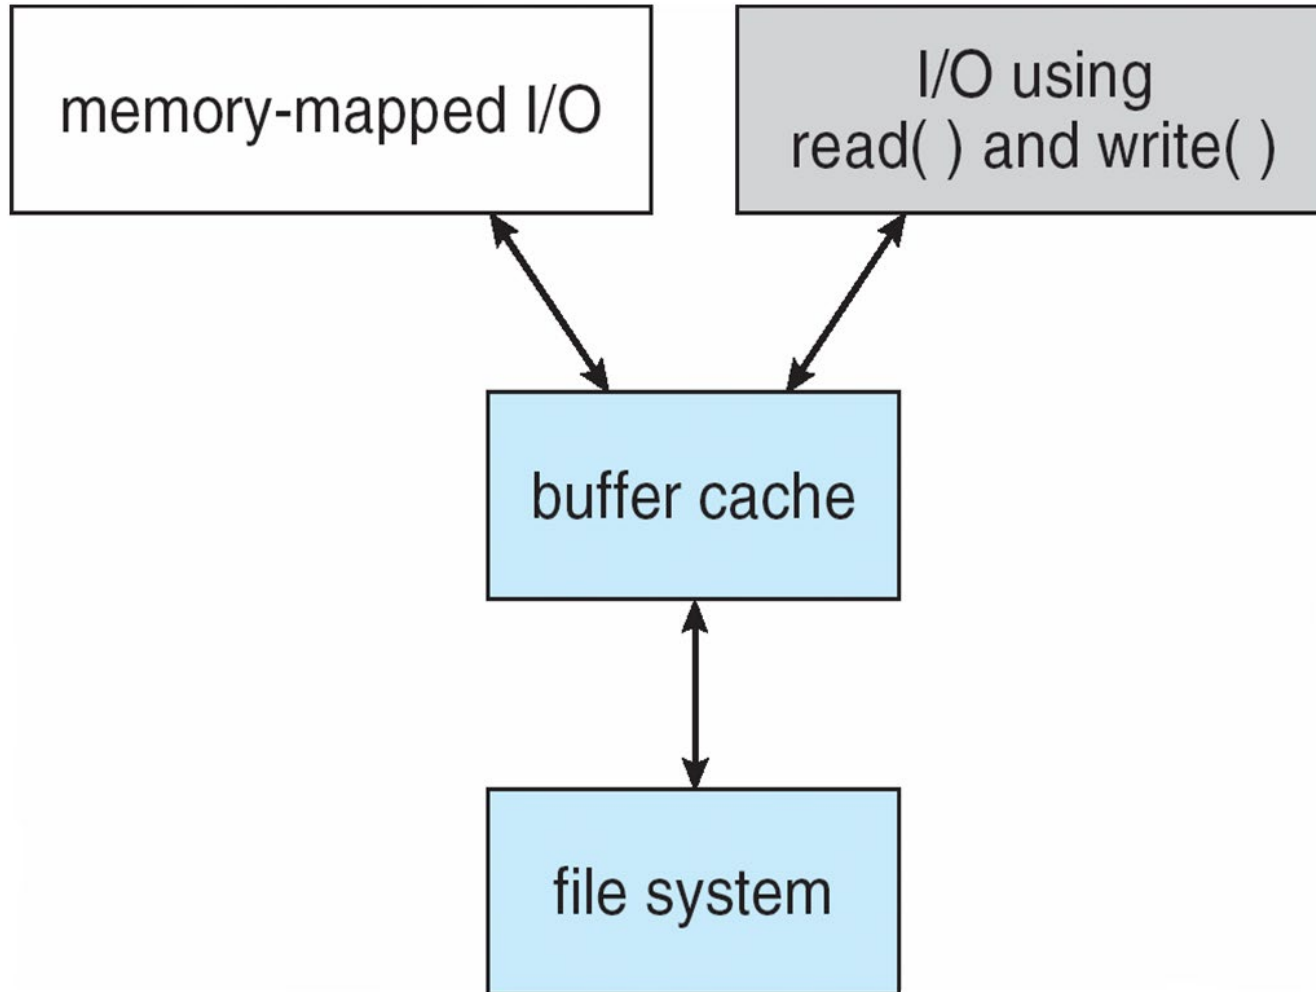 memory-mapped I/O
I/O using
read( ) and write( )
buffer cache
file system